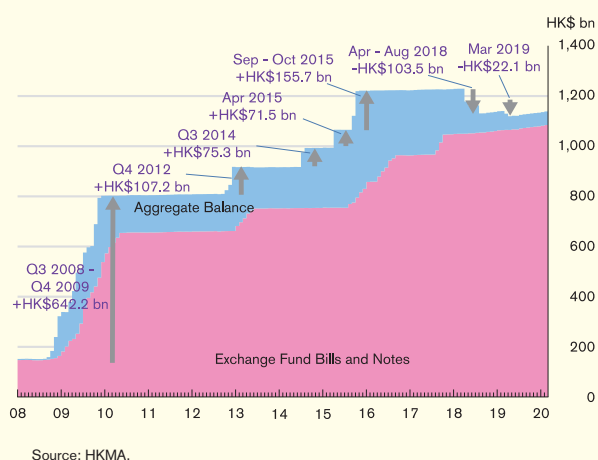 HK$ bn
1,400
1,200
1,000
800
600
400
200
0
Sep - Oct 2015
+HK$155.7 bn
Apr - Aug 2018
-HK$103.5 bn
Mar 2019
-HK$22.1 bn
Apr 2015
+HK$71.5 bn
Q3 2014
+HK$75.3 bn
Q4 2012
+HK$107.2 bn
Aggregate Balance
Q3 2008 -
Q4 2009
+HK$642.2 bn
Exchange Fund Bills and Notes
08 09 10 11 12 13 14 15 16 17 18 19 20
Source: HKMA.